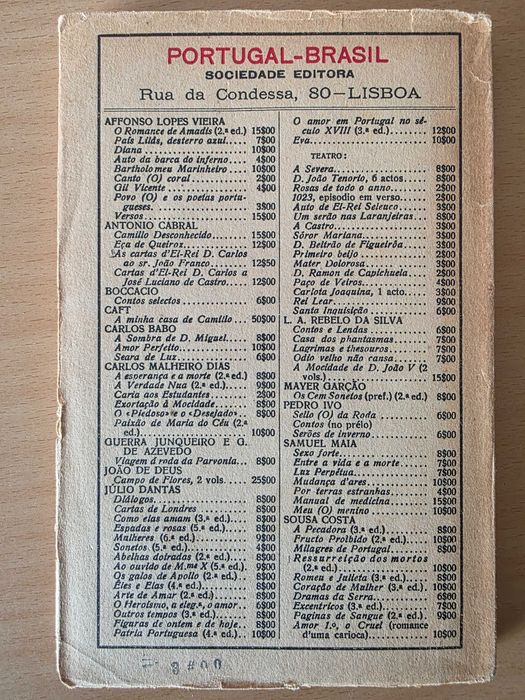 PORTUGAL-BRASIL
SOCIEDADE EDITORA
Rua da Condessa, 80—LISBOA
AFFONSO LOPES VIEIRA
O Romance de Amadis (2.ª ed.) 15$00
País Lilás, desterro azul.... 7$00
Diana........ 10$00
Auto da barca do inferno.... 4$00
Bartholomeu Marinheiro.... 10$00
Canto (O) coral........ 2$00
Gil Vicente........ 4$00
Povo (O) e os poetas portu-
gueses........ 3$00
Versos........ 15$00
ANTONIO CABRAL
Camillo Desconhecido.... 15$00
Eça de Queiros........ 12$00
As cartas d'El-Rei D. Carlos
ao sr. João Franco........ 12$50
Cartas d'El-Rei D. Carlos a
José Luciano de Castro.... 12$00
BOCCACIO
Contos selectos........ 6$00
CAFT
A minha casa de Camillo... 50$00
CARLOS BABO
A Sombra de D. Miguel.... 8$00
Amor Perfeito........ 10$00
Seara de Luz........ 6$00
CARLOS MALHEIRO DIAS
A esperança e a morte (2.ª ed) 8$00
A Verdade Nua (2.ª ed.).... 9$00
Carta aos Estudantes.... 2$00
Exortação à Mocidade.... 8$00
O «Piedoso» e o «Desejado».. 8$00
Paixão de Maria do Céu (2.ª
ed.)........ 10$00
GUERRA JUNQUEIRO E G.
DE AZEVEDO
Viagem á roda da Parvonia... 8$00
JOÃO DE DEUS
Campo de Flores, 2 vols.... 25$00
JÚLIO DANTAS
Diálogos........ 8$00
Cartas de Londres........ 8$00
Como elas amam (3.ª ed.).... 8$00
Espadas e rosas (5.ª ed.).... 8$00
Mulheres (6.ª ed.)........ 9$00
Sonetos (5.ª ed.)........ 4$00
Abelhas doiradas (2.ª ed.).... 8$00
Ao ouvido de M.me X (5.ª ed.). 9$00
Os galos de Apollo (2.ª ed.).. 8$00
Eles e Elas (4.ª ed.)........ 8$00
Arte de Amar (2.ª ed.).... 8$00
O Heroismo, a eleg.ª, o amor.. 6$00
Outros tempos (3.ª ed.).... 8$00
Figuras de ontem e de hoje.. 8$00
Patria Portuguesa (4.ª ed.).. 10$00
O amor em Portugal no sé-
culo XVIII (3.ª ed.)........ 12$00
Eva........ 10$00
TEATRO:
A Severa........ 8$00
D. João Tenorio, 6 actos.... 8$00
Rosas de todo o anno.... 2$00
1023, episodio em verso.... 2$00
Auto de El-Rei Seleuco.... 3$00
Um serão nas Laranjeiras.. 8$00
A Castro........ 3$00
Sóror Mariana........ 3$00
D. Beltrão de Figueirôa.... 3$00
Primeiro beijo........ 2$00
Mater Dolorosa........ 3$00
D. Ramon de Capichuela.... 2$00
Paço de Veiros........ 4$00
Carlota Joaquina, 1 acto.... 3$00
Rei Lear........ 9$00
Santa Inquisição........ 6$00
L. A. REBELO DA SILVA
Contos e Lendas........ 6$00
Casa dos phantasmas.... 7$00
Lagrimas e thesouros.... 7$00
Odio velho não cansa.... 7$00
A Mocidade de D. João V (2
vols.)........ 15$00
MAYER GARÇÃO
Os Cem Sonetos (pref.) (2.ª ed.) 8$00
PEDRO IVO
Sello (O) da Roda........ 6$00
Contos (no prélo)
Serões de inverno........ 6$00
SAMUEL MAIA
Sexo forte........ 8$00
Entre a vida e a morte.... 7$00
Luz Perpétua........ 7$00
Mudança d'ares........ 10$00
Por terras estranhas.... 4$00
Manual de medicina.... 15$00
Meu (O) menino........ 10$00
SOUSA COSTA
A Pecadora (3.ª ed.).... 8$00
Fructo Prolbido (2.ª ed.)... 10$00
Milagres de Portugal.... 8$00
Ressurreição dos mortos
(2.ª ed.)........ 10$00
Romeu e Julieta (3.ª ed.).... 8$00
Coração de Mulher (3.ª ed.). 10$00
Dramas da Serra........ 6$00
Excentricos (3.ª ed.).... 7$00
Paginas de Sangue (2.ª ed.). 9$00
Amor 1.º, o Cruel (romance
d'uma carioca)........ 10$00